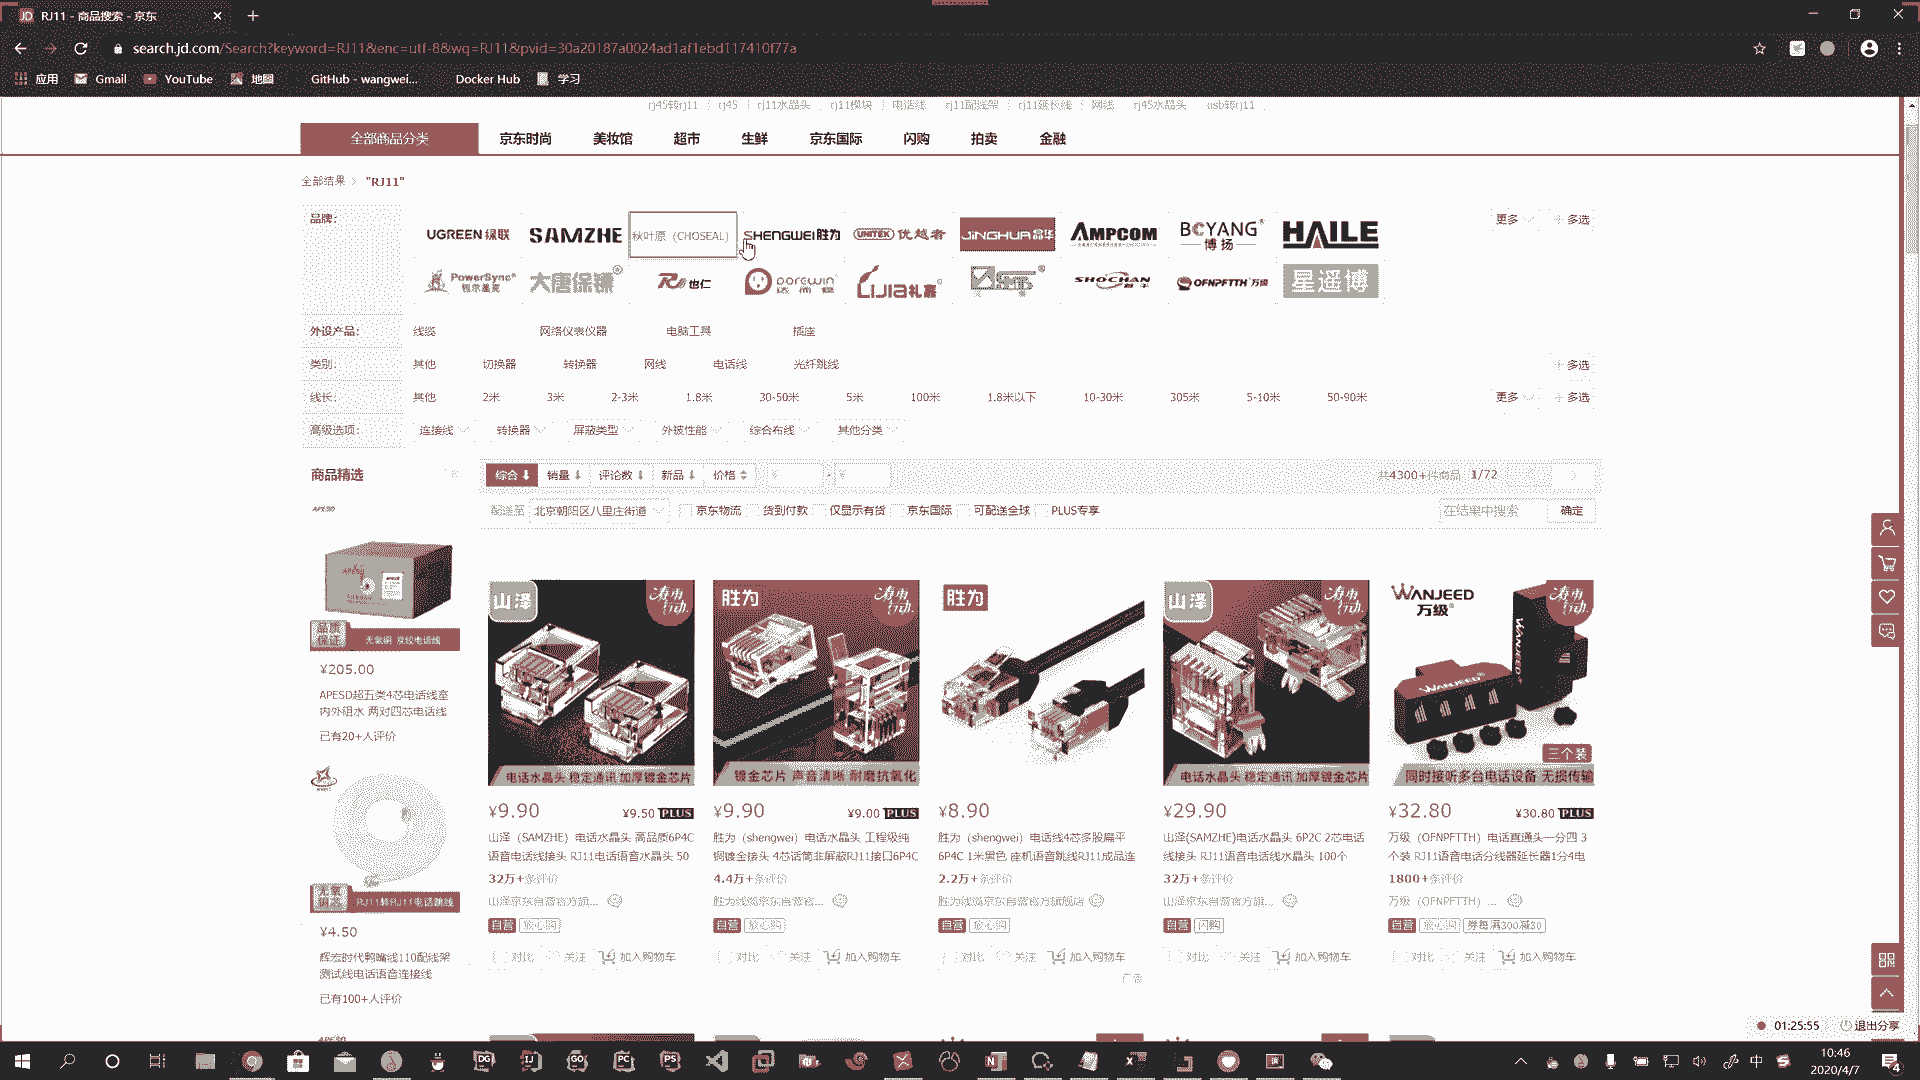 RJ11 - 商品搜索 - 京东
search.jd.com/Search?keyword=RJ11&enc=utf-8&wq=RJ11&pvid=30a20187a0024ad1af1ebd117410f77a
应用 Gmail YouTube 地图 GitHub - wangwei... Docker Hub 学习
rj45转rj11 rj45 rj11水晶头 rj11模块 电话线 rj11配线架 rj11延长线 网线 rj45水晶头 usb转rj11
全部商品分类 京东时尚 美妆馆 超市 生鲜 京东国际 闪购 拍卖 金融
全部结果 > "RJ11"
品牌: UGREEN 绿联 SAMZHE 秋叶原（CHOSEAL） SHENGWEI胜为 UNITEK 优越者 JINGHUA晶华 AMPCOM BOYANG 博扬 HAILE 更多 多选
PowerSync 大唐保镖 也仁 DOREWIN 达而稳 LIJIA礼嘉 SHOCHAN OFNPFTTH 万级 星遥博
外设产品: 线缆 网络仪表仪器 电脑工具 插座
类别: 其他 切换器 转换器 网线 电话线 光纤跳线 多选
线长: 其他 2米 3米 2-3米 1.8米 30-50米 5米 100米 1.8米以下 10-30米 305米 5-10米 50-90米 更多 多选
高级选项: 连接线 转换器 屏蔽类型 外被性能 综合布线 其他分类
商品精选 综合 销量 评论数 新品 价格 ¥ - ¥ 共4300+件商品 1/72
配送至 北京朝阳区八里庄街道 京东物流 货到付款 仅显示有货 京东国际 可配送全球 PLUS专享 在结果中搜索 确定
APESD
品质保证 无氧铜 双绞电话线
¥205.00
APESD超五类4芯电话线室
内外阻水 两对四芯电话线
已有20+人评价
RJ11转RJ11电话跳线
¥4.50
辉宏时代鸭嘴线110配线架
测试线电话语音连接线
已有100+人评价
山泽
电话水晶头 稳定通讯 加厚镀金芯片
¥9.90 ¥9.50 PLUS
山泽（SAMZHE）电话水晶头 高品质6P4C
语音电话线接头 RJ11电话语音水晶头 50
32万+条评价
山泽京东自营官方旗...
自营 放心购
对比 关注 加入购物车
胜为
镀金芯片 声音清晰 耐磨抗氧化
¥9.90 ¥9.00 PLUS
胜为（shengwei）电话水晶头 工程级纯
铜镀金接头 4芯话筒非屏蔽RJ11接口6P4C
4.4万+条评价
胜为线缆京东自营官...
自营 放心购
对比 关注 加入购物车
胜为
¥8.90
胜为（shengwei）电话线4芯多股扁平
6P4C 1米黑色 座机语音跳线RJ11成品连
2.2万+条评价
胜为线缆京东自营官方旗舰店
自营 放心购
对比 关注 加入购物车
广告
山泽
电话水晶头 稳定通讯 加厚镀金芯片
¥29.90
山泽(SAMZHE)电话水晶头 6P2C 2芯电话
线接头 RJ11语音电话线水晶头 100个
32万+条评价
山泽京东自营官方旗...
自营 闪购
对比 关注 加入购物车
WANJEED
万级
三个装
同时接听多台电话设备 无损传输
¥32.80 ¥30.80 PLUS
万级（OFNPFTTH）电话直通头一分四 3
个装 RJ11语音电话分线器延长器1分4电
1800+条评价
万级（OFNPFTTH）...
自营 放心购 券每满300减30
对比 关注 加入购物车
01:25:55 退出分享
中
10:46
2020/4/7
4